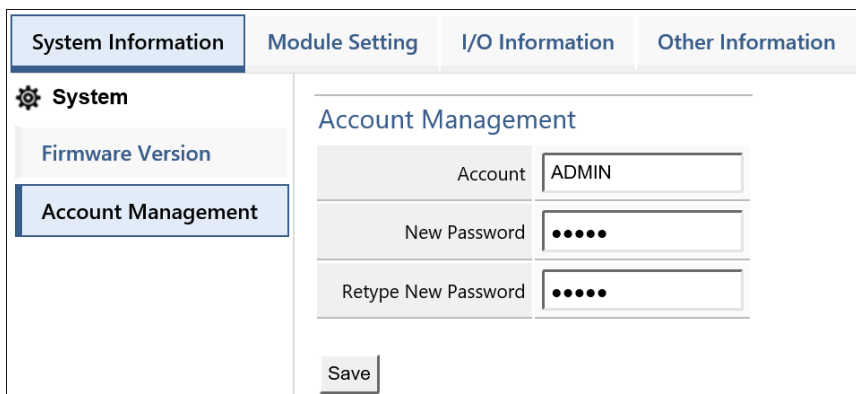 System Information Module Setting I/O Information Other Information
System
Firmware Version
Account Management
Account Management
Account ADMIN
New Password •••••
Retype New Password •••••
Save